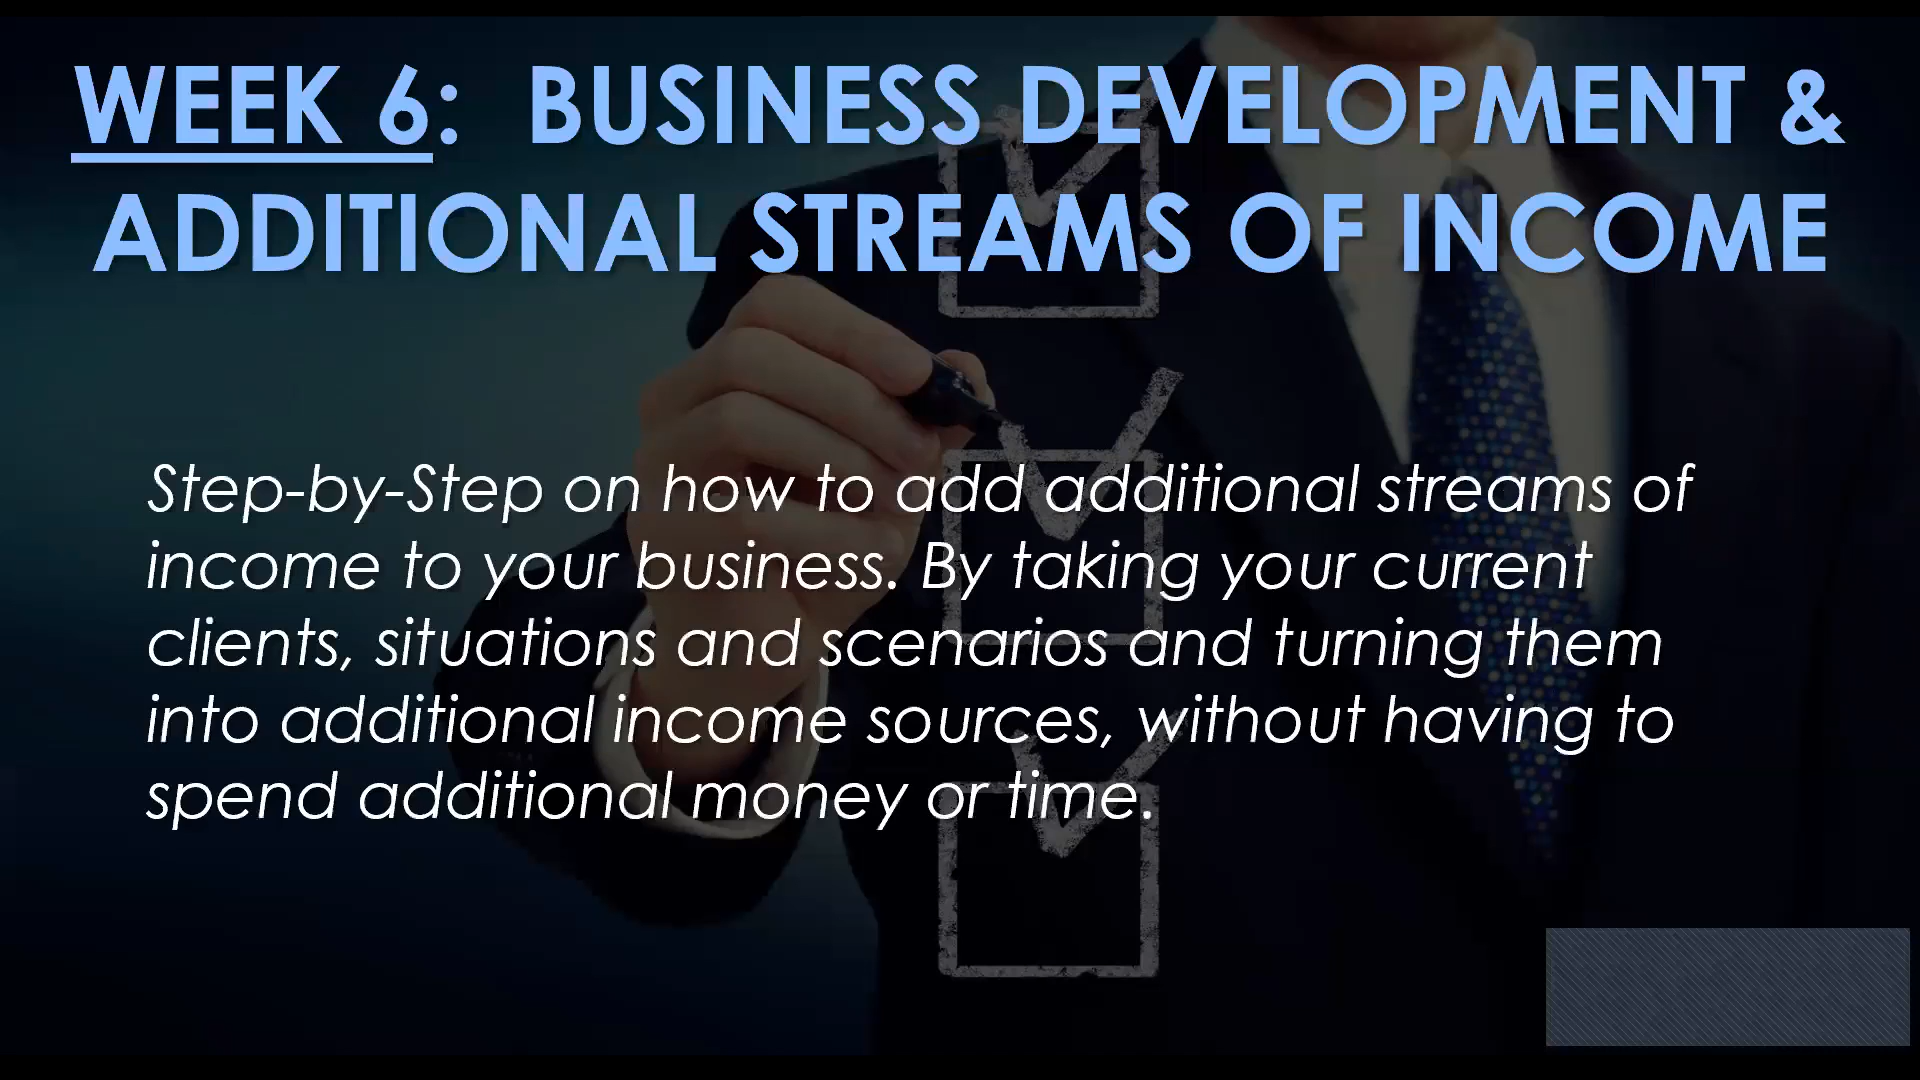 WEEK 6: BUSINESS DEVELOPMENT &
ADDITIONAL STREAMS OF INCOME
Step-by-Step on how to add additional streams of
income to your business. By taking your current
clients, situations and scenarios and turning them
into additional income sources, without having to
spend additional money or time.